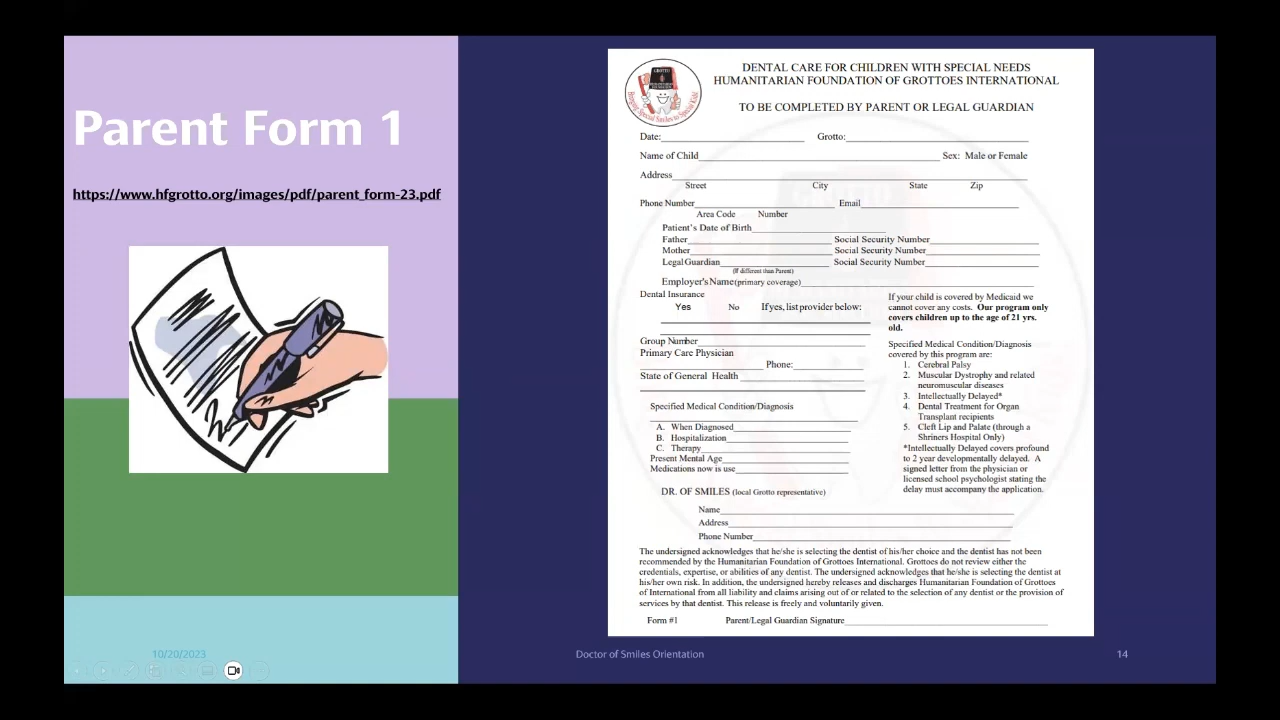 Parent Form 1
https://www.hfgrotto.org/images/pdf/parent_form-23.pdf
DENTAL CARE FOR CHILDREN WITH SPECIAL NEEDS
HUMANITARIAN FOUNDATION OF GROTTOES INTERNATIONAL
TO BE COMPLETED BY PARENT OR LEGAL GUARDIAN
GROTTO
Bringing Special Smiles to Special Kids!
Date: Grotto:
Name of Child Sex: Male or Female
Address
Street City State Zip
Phone Number Email
Area Code Number
Patient's Date of Birth
Father Social Security Number
Mother Social Security Number
Legal Guardian Social Security Number
(If different than Parent)
Employer's Name (primary coverage)
Dental Insurance
Yes No If yes, list provider below:
Group Number
Primary Care Physician
Phone:
State of General Health
Specified Medical Condition/Diagnosis
A. When Diagnosed
B. Hospitalization
C. Therapy
Present Mental Age
Medications now is use
If your child is covered by Medicaid we
cannot cover any costs. Our program only
covers children up to the age of 21 yrs.
old.
Specified Medical Condition/Diagnosis
covered by this program are:
1. Cerebral Palsy
2. Muscular Dystrophy and related
neuromuscular diseases
3. Intellectually Delayed*
4. Dental Treatment for Organ
Transplant recipients
5. Cleft Lip and Palate (through a
Shriners Hospital Only)
*Intellectually Delayed covers profound
to 2 year developmentally delayed. A
signed letter from the physician or
licensed school psychologist stating the
delay must accompany the application.
DR. OF SMILES (local Grotto representative)
Name
Address
Phone Number
The undersigned acknowledges that he/she is selecting the dentist of his/her choice and the dentist has not been
recommended by the Humanitarian Foundation of Grottoes International. Grottoes do not review either the
credentials, expertise, or abilities of any dentist. The undersigned acknowledges that he/she is selecting the dentist at
his/her own risk. In addition, the undersigned hereby releases and discharges Humanitarian Foundation of Grottoes
of International from all liability and claims arising out of or related to the selection of any dentist or the provision of
services by that dentist. This release is freely and voluntarily given.
Form #1 Parent/Legal Guardian Signature
10/20/2023
Doctor of Smiles Orientation
14